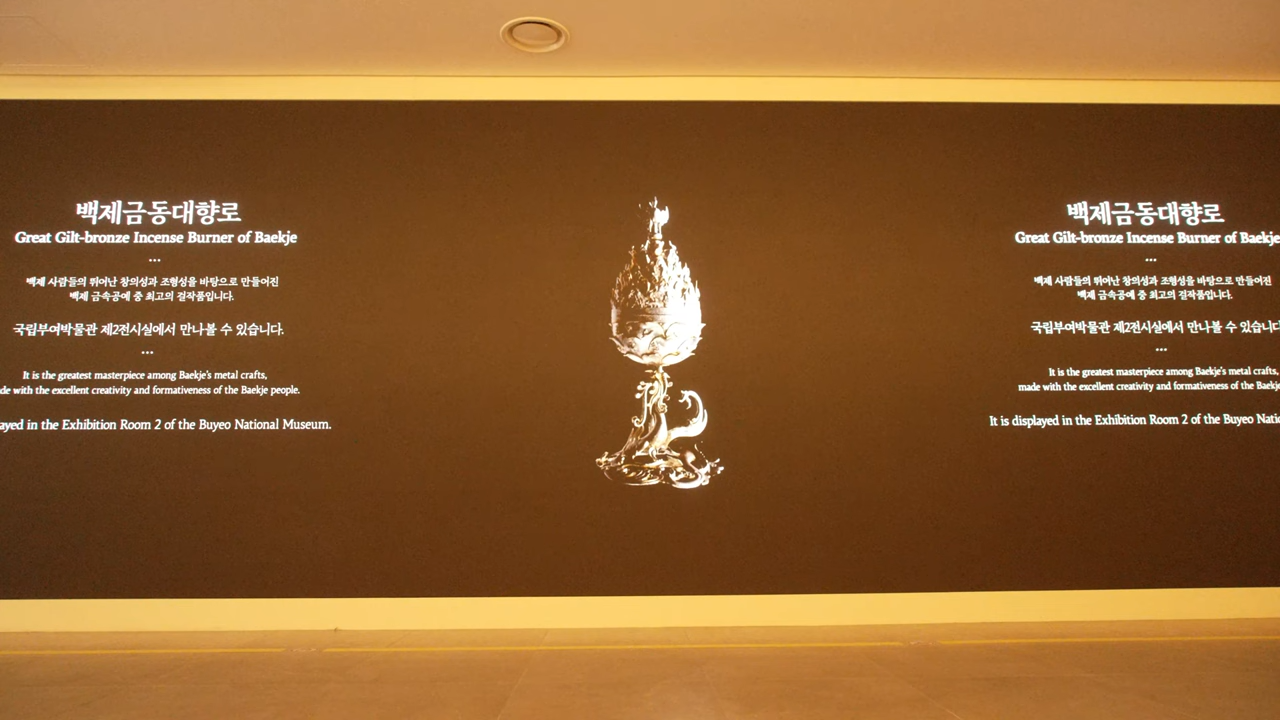 백제금동대향로
Great Gilt-bronze Incense Burner of Baekje
백제 사람들의 뛰어난 창의성과 조형성을 바탕으로 만들어진
백제 금속공예 중 최고의 걸작품입니다.
국립부여박물관 제2전시실에서 만나볼 수 있습니다.
It is the greatest masterpiece among Baekje's metal crafts,
with the excellent creativity and formativeness of the Baekje people.
in the Exhibition Room 2 of the Buyeo National Museum.
백제금동대향로
Great Gilt-bronze Incense Burner of Baekje
백제 사람들의 뛰어난 창의성과 조형성을 바탕으로 만들어진
백제 금속공예 중 최고의 걸작품입니다.
국립부여박물관 제2전시실에서 만나볼 수 있습니다
It is the greatest masterpiece among Baekje's metal crafts,
made with the excellent creativity and formativeness of the Baekje
It is displayed in the Exhibition Room 2 of the Buyeo